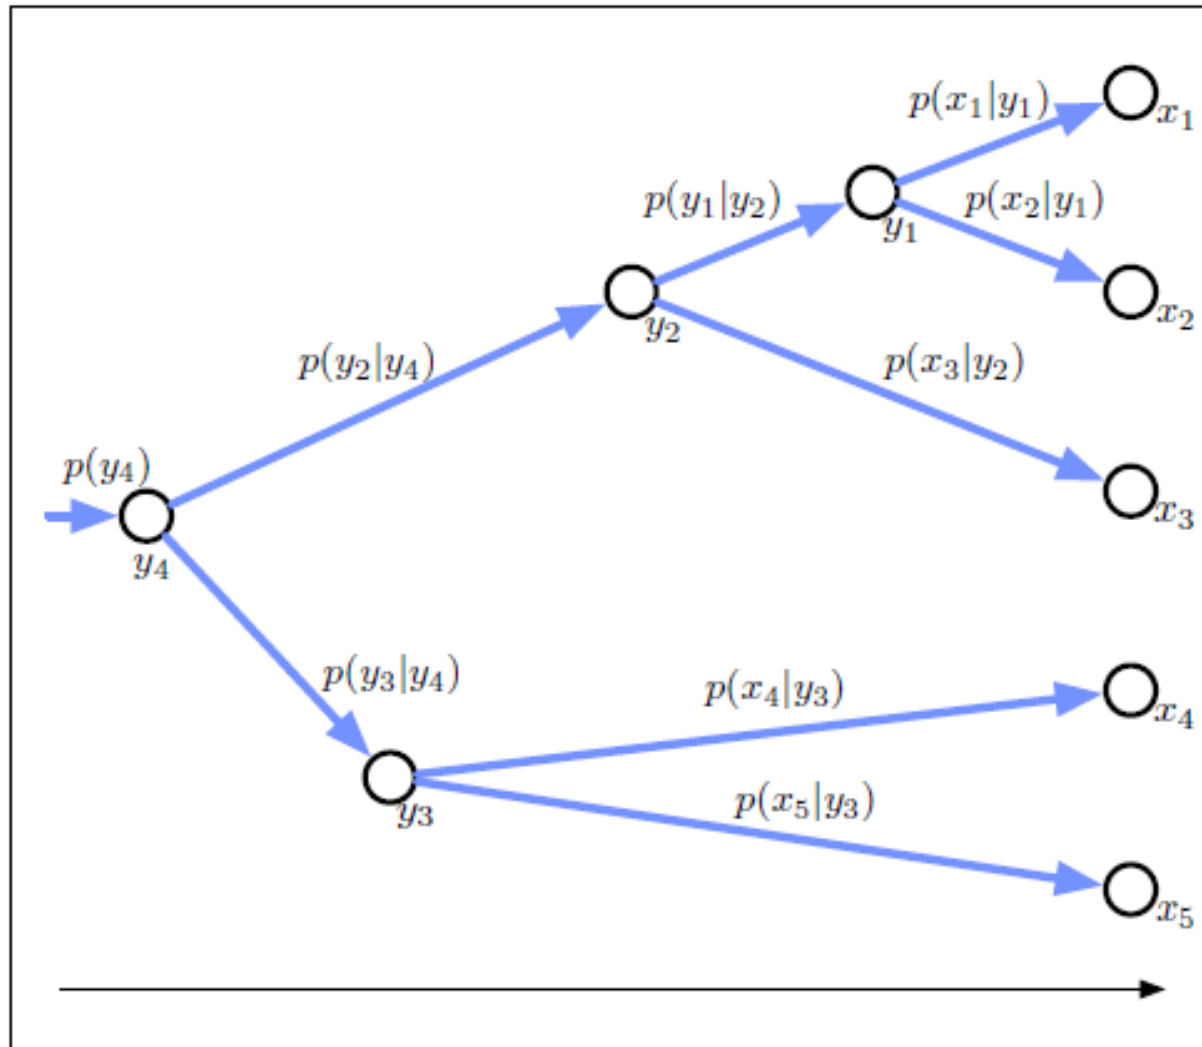 p(x₁|y₁)
x₁
p(y₁|y₂)
p(x₂|y₁)
y₁
x₂
y₂
p(y₂|y₄)
p(x₃|y₂)
p(y₄)
x₃
y₄
p(y₃|y₄)
p(x₄|y₃)
x₄
p(x₅|y₃)
y₃
x₅